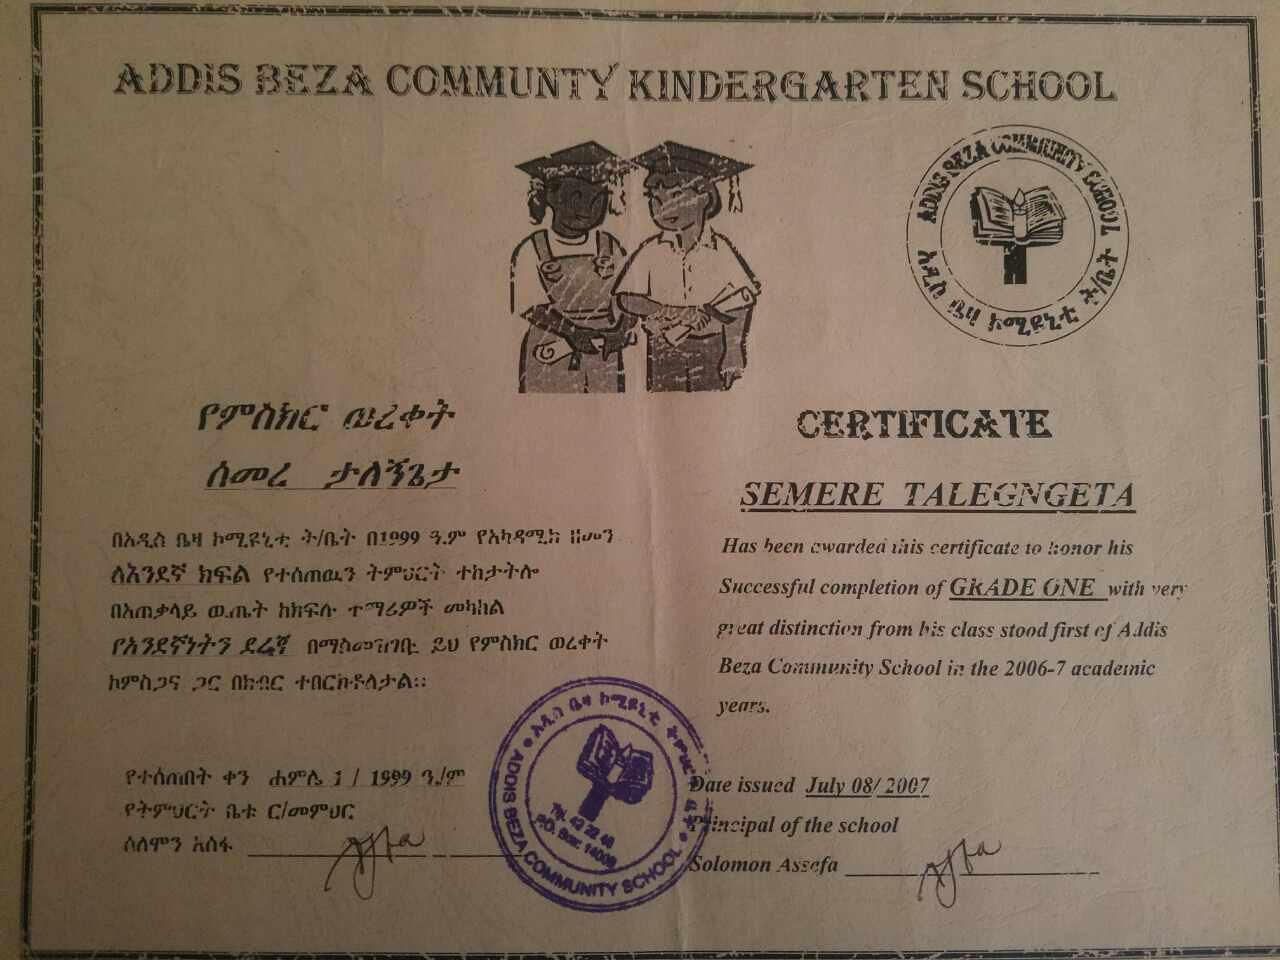 ADDIS BEZA COMMUNTY KINDERGARTEN SCHOOL
ADDIS BEZA COMMUNITY SCHOOL
አዲስ ቤዛ ኮሚዩኒቲ ት/ቤት
የምስክር ወረቀት
ሰመረ ታለኝጌታ
በአዲስ ቤዛ ኮሚዩኒቲ ት/ቤት በ1999 ዓ.ም የአካዳሚክ ዘመን
ለአንደኛ ክፍል የተሰጠዉን ትምህርት ተከታትሎ
በአጠቃላይ ውጤት ከክፍሉ ተማሪዎች መካከል
የአንደኛነትን ደረጃ በማስመዝገቡ ይህ የምስክር ወረቀት
ከምስጋና ጋር በክብር ተበርክቶለታል።
የተሰጠበት ቀን ሐምሌ 1 / 1999 ዓ/ም
የትምህርት ቤቱ ር/መምህር
ሰለሞን አሰፋ
CERTIFICATE
SEMERE TALEGNGETA
Has been awarded this certificate to honor his
Successful completion of GRADE ONE with very
great distinction from his class stood first of Addis
Beza Community School in the 2006-7 academic
years.
Date issued July 08/ 2007
Principal of the school
Solomon Assefa
አዲስ ቤዛ ኮሚዩኒቲ ትምህርት ቤት
Tel. 42 22 46
P.O. Box: 14009
ADDIS BEZA COMMUNITY SCHOOL